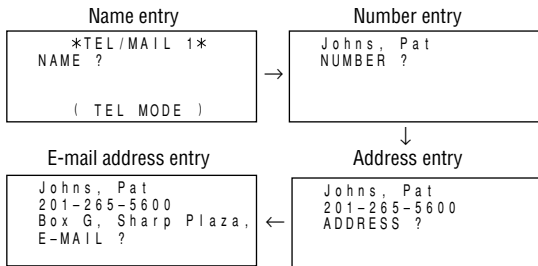 Name entry
*TEL/MAIL 1*
NAME ?
( TEL MODE )
Number entry
Johns, Pat
NUMBER ?
Address entry
Johns, Pat
201-265-5600
ADDRESS ?
E-mail address entry
Johns, Pat
201-265-5600
Box G, Sharp Plaza,
E-MAIL ?